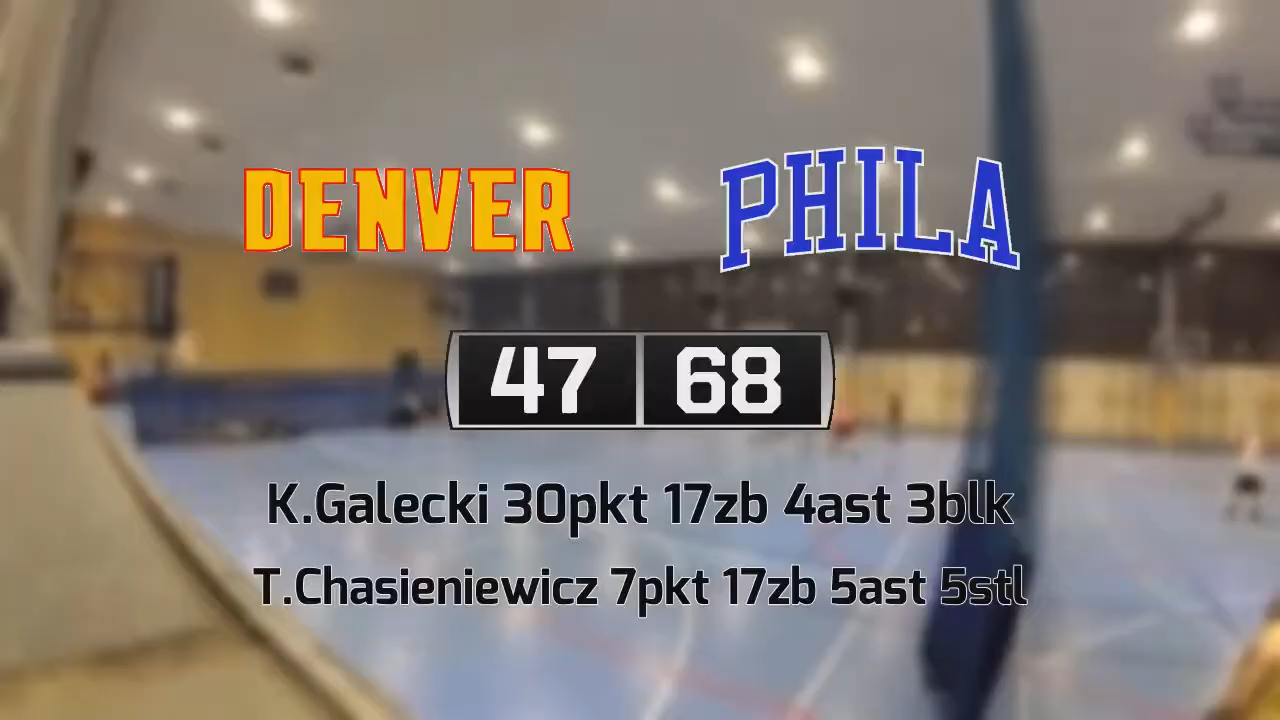 DENVER PHILA
47 68
K.Galecki 30pkt 17zb 4ast 3blk
T.Chasieniewicz 7pkt 17zb 5ast 5stl